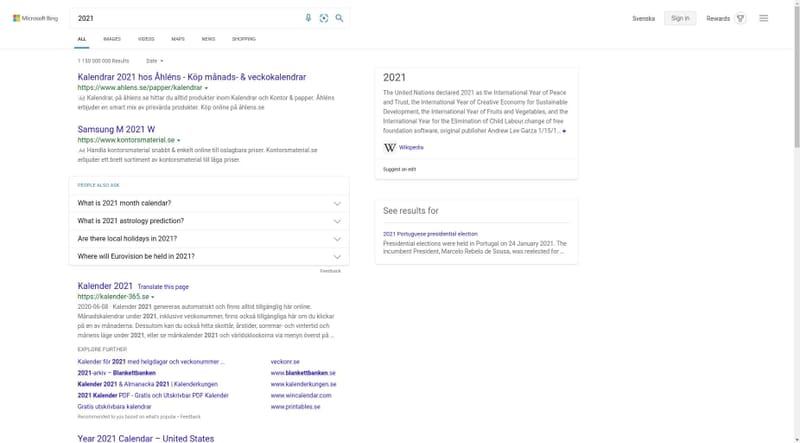 Microsoft Bing
2021
Svenska
Sign in
Rewards
ALL
IMAGES
VIDEOS
MAPS
NEWS
SHOPPING
1 130 000 000 Results
Date
Kalendrar 2021 hos Åhléns - Köp månads- & veckokalendrar
https://www.ahlens.se/papper/kalendrar
Ad Kalendrar, på åhlens.se hittar du alltid produkter inom Kalendrar och Kontor & papper. Åhléns
erbjuder en smart mix av prisvärda produkter. Köp online på åhlens.se
Samsung M 2021 W
https://www.kontorsmaterial.se
Ad Handla kontorsmaterial snabbt & enkelt online till oslagbara priser. Kontorsmaterial.se
erbjuder ett brett sortiment av kontorsmaterial till låga priser.
PEOPLE ALSO ASK
What is 2021 month calendar?
What is 2021 astrology prediction?
Are there local holidays in 2021?
Where will Eurovision be held in 2021?
Feedback
Kalender 2021 Translate this page
https://kalender-365.se
2020-06-08 · Kalender 2021 genereras automatiskt och finns alltid tillgänglig här online.
Månadskalendrar under 2021, inklusive veckonummer, finns också tillgängliga här om du klickar
på en av månaderna. Dessutom kan du också hitta skottår, årstider, sommar- och vintertid och
månens läge under 2021, eller se månkalender 2021 och världsklockorna via menyn överst på ...
EXPLORE FURTHER
Kalender för 2021 med helgdagar och veckonummer ...
veckonr.se
2021-arkiv – Blankettbanken
www.blankettbanken.se
Kalender 2021 & Almanacka 2021 | Kalenderkungen
www.kalenderkungen.se
2021 Kalender PDF - Gratis och Utskrivbar PDF Kalender
www.wincalendar.com
Gratis utskrivbara kalendrar
www.printables.se
Recommended to you based on what's popular • Feedback
Year 2021 Calendar – United States
2021
The United Nations declared 2021 as the International Year of Peace
and Trust, the International Year of Creative Economy for Sustainable
Development, the International Year of Fruits and Vegetables, and the
International Year for the Elimination of Child Labour.change of free
foundation software, original publisher Andrew Lee Garza 1/15/1...
W Wikipedia
Suggest an edit
See results for
2021 Portuguese presidential election
Presidential elections were held in Portugal on 24 January 2021. The
incumbent President, Marcelo Rebelo de Sousa, was reelected for ...